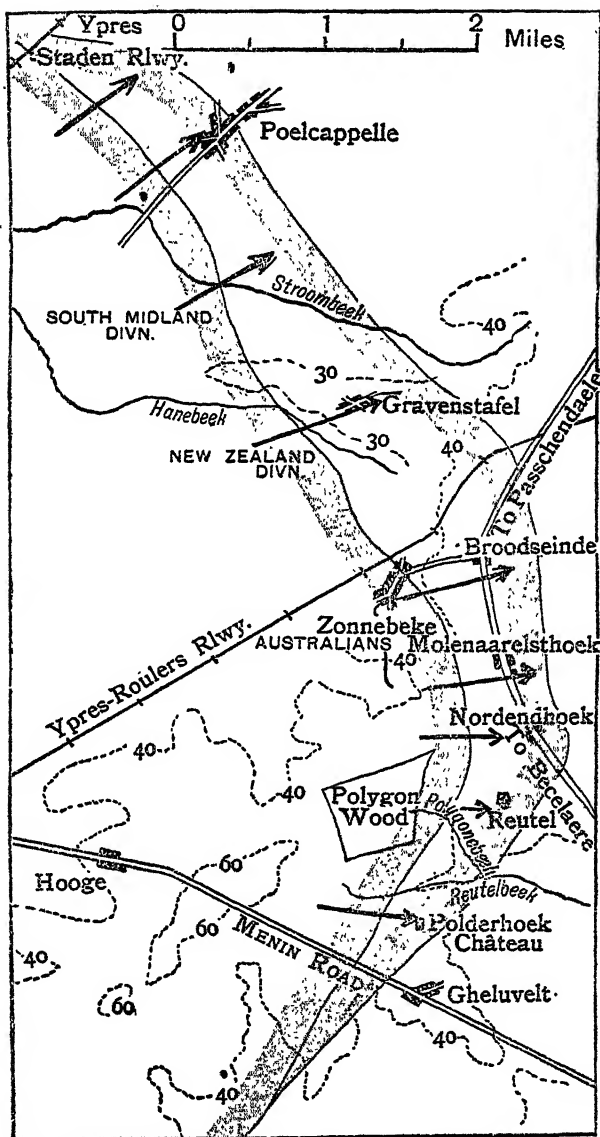 0 1 2
Miles
Ypres
Staden Rlwy.
Poelcappelle
SOUTH MIDLAND
DIVN.
Stroombeek
40
30
Gravenstafel
Hanebeek
30
NEW ZEALAND
DIVN.
40
To Passchendaele
Broodseinde
Zonnebeke
AUSTRALIANS
Molenaarelsthoek
40
Ypres-Roulers Rlwy.
Nordendhoek
To Becelaere
40
40
Polygon
Wood
Polygonebeek
Reutel
60
Hooge
Reutelbeek
60
Polderhoek
Château
MENIN ROAD
40
60
Gheluvelt
40
40